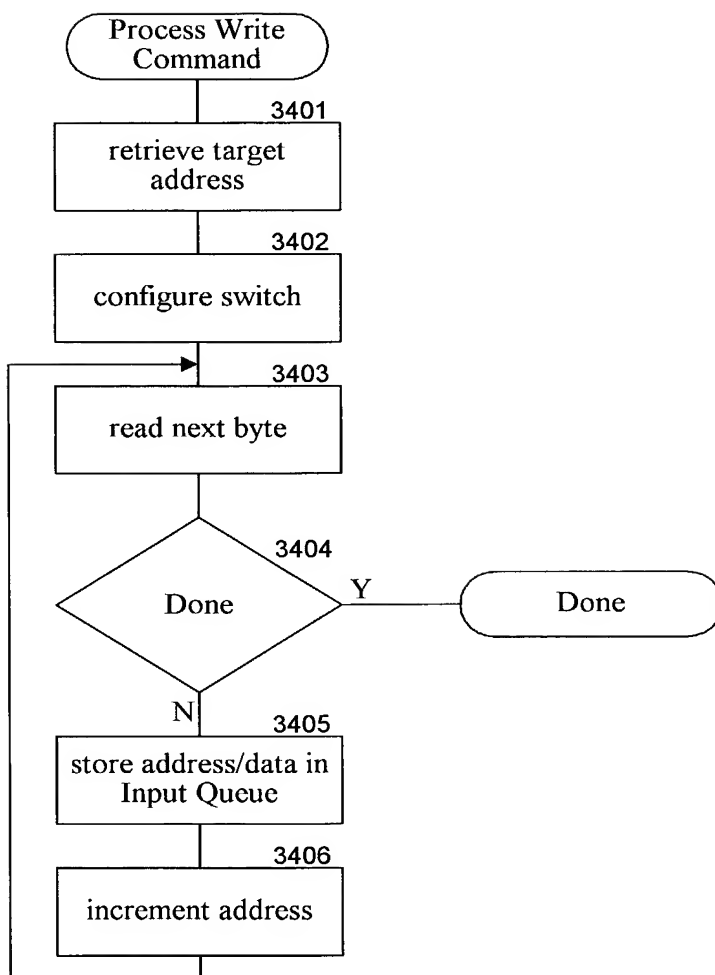 Process Write
Command
3401
retrieve target
address
3402
configure switch
3403
read next byte
3404
Done
Y
Done
N
3405
store address/data in
Input Queue
3406
increment address